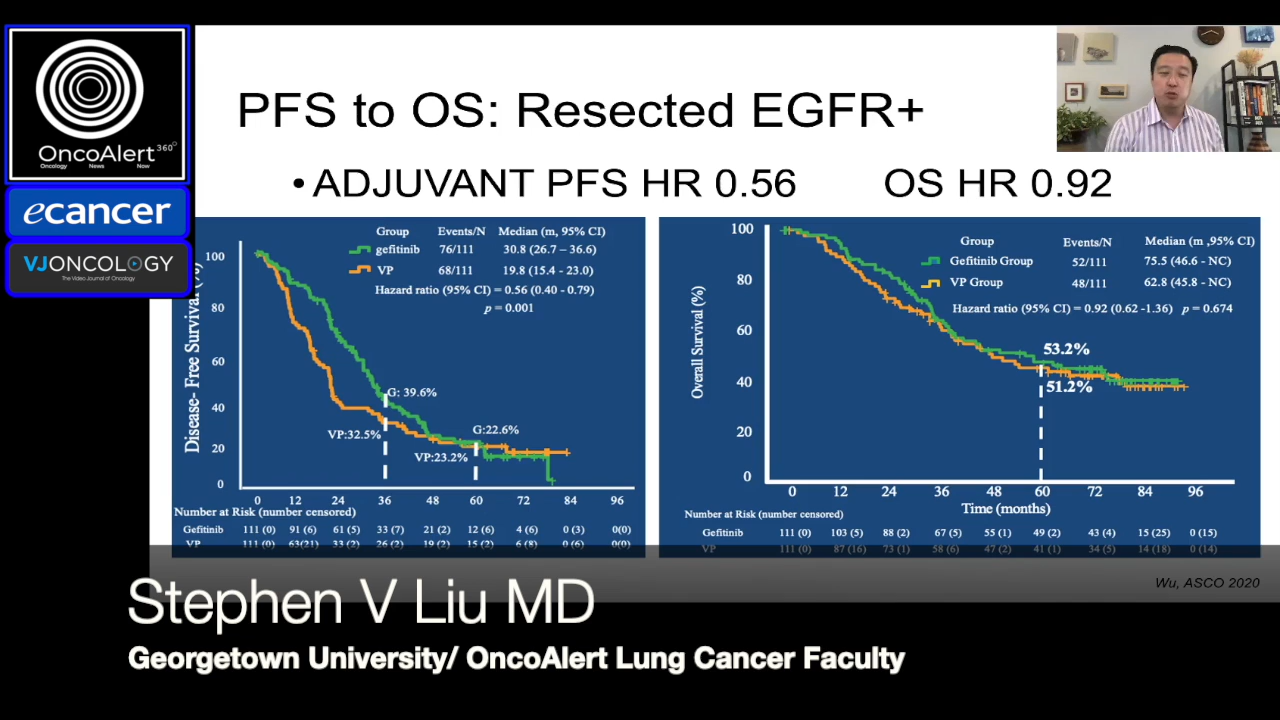 OncoAlert 360°
Oncology News Now
ecancer
VJONCOLOGY
The Video Journal of Oncology
PFS to OS: Resected EGFR+
• ADJUVANT PFS HR 0.56 OS HR 0.92
Group Events/N Median (m, 95% CI)
gefitinib 76/111 30.8 (26.7 – 36.6)
VP 68/111 19.8 (15.4 - 23.0)
Hazard ratio (95% CI) = 0.56 (0.40 - 0.79)
p = 0.001
Disease- Free Survival (%)
100
80
60
40
20
0
G: 39.6%
VP:32.5%
G:22.6%
VP:23.2%
0 12 24 36 48 60 72 84 96
Number at Risk (number censored)
Gefitinib 111 (0) 91 (6) 61 (5) 33 (7) 21 (2) 12 (6) 4 (6) 0 (3) 0(0)
VP 111 (0) 63(21) 33 (2) 26 (2) 19 (2) 15 (2) 6 (8) 0 (6) 0(0)
Group Events/N Median (m ,95% CI)
Gefitinib Group 52/111 75.5 (46.6 - NC)
VP Group 48/111 62.8 (45.8 - NC)
Hazard ratio (95% CI) = 0.92 (0.62 -1.36) p = 0.674
Overall Survival (%)
100
80
60
40
20
0
53.2%
51.2%
0 12 24 36 48 60 72 84 96
Time (months)
Number at Risk (number censored)
Gefitinib 111 (0) 103 (5) 88 (2) 67 (5) 55 (1) 49 (2) 43 (4) 15 (25) 0 (15)
VP 111 (0) 87 (16) 73 (1) 58 (6) 47 (2) 41 (1) 34 (5) 14 (18) 0 (14)
Wu, ASCO 2020
Stephen V Liu MD
Georgetown University/ OncoAlert Lung Cancer Faculty